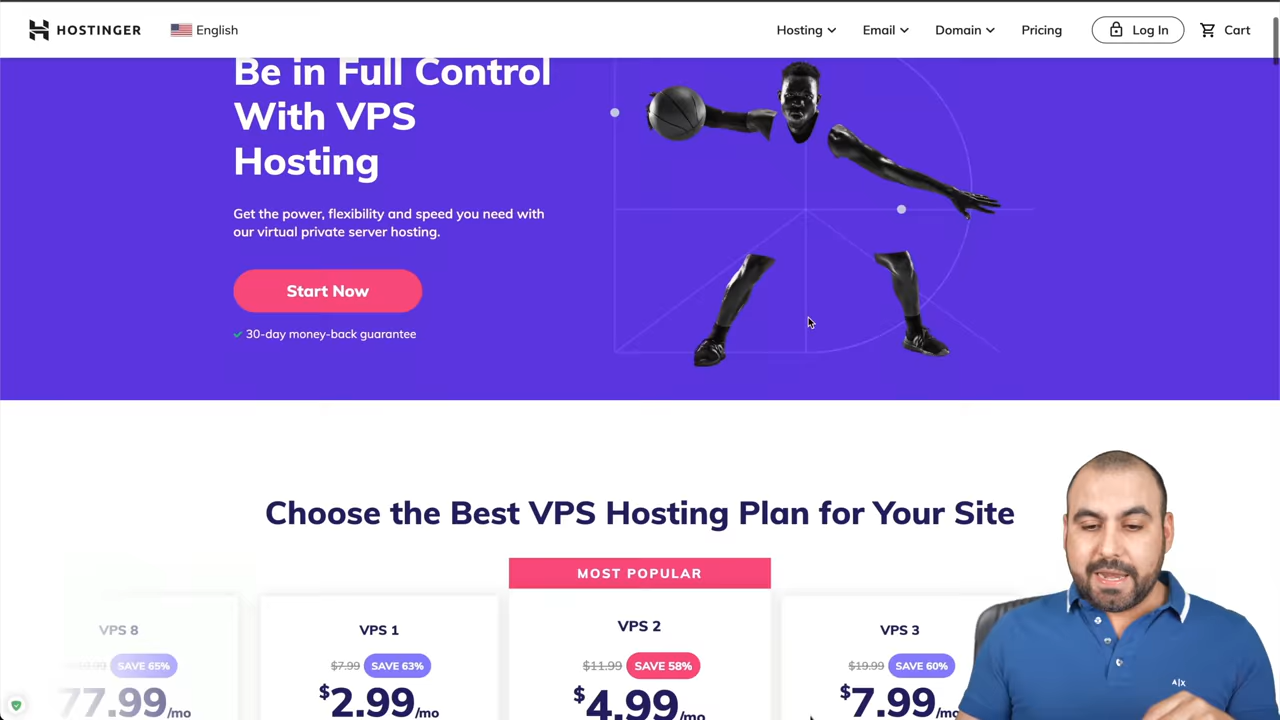 HOSTINGER
English
Hosting
Email
Domain
Pricing
Log In
Cart
Be in Full Control
With VPS
Hosting
Get the power, flexibility and speed you need with
our virtual private server hosting.
Start Now
30-day money-back guarantee
Choose the Best VPS Hosting Plan for Your Site
MOST POPULAR
VPS 8
SAVE 65%
77.99/mo
VPS 1
$7.99 SAVE 63%
$2.99/mo
VPS 2
$11.99 SAVE 58%
$4.99/mo
VPS 3
$19.99 SAVE 60%
$7.99/mo
A|X